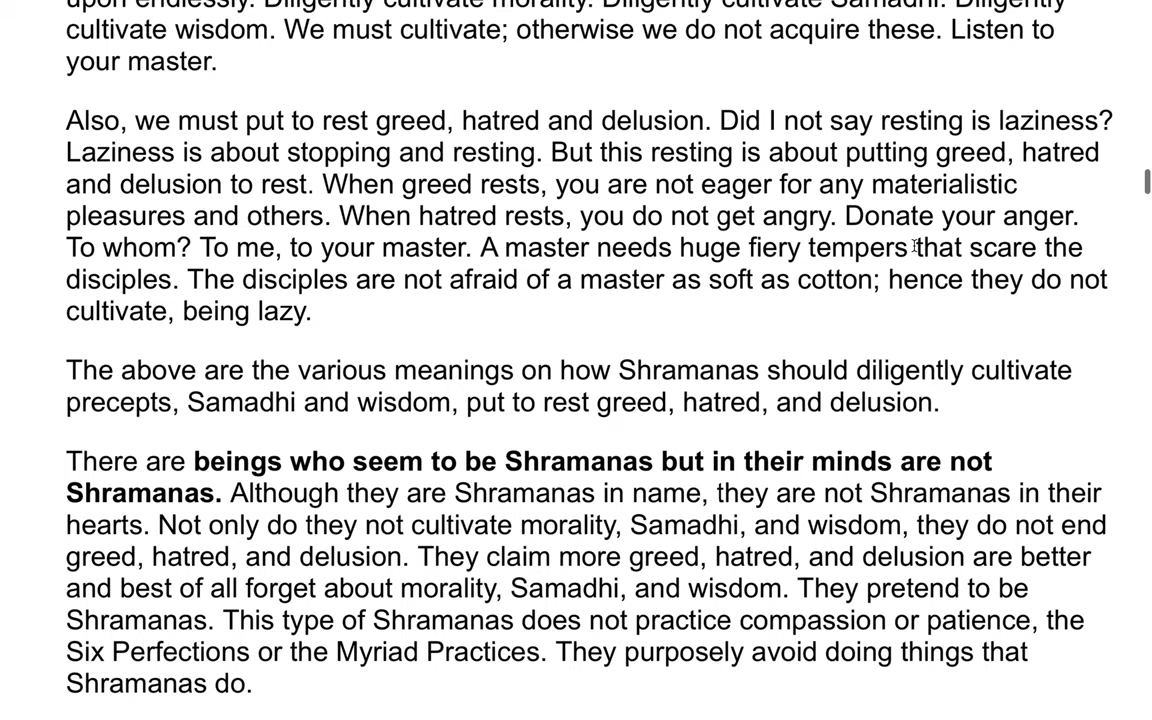 upon endlessly. Diligently cultivate morality. Diligently cultivate Samadhi. Diligently
cultivate wisdom. We must cultivate; otherwise we do not acquire these. Listen to
your master.
Also, we must put to rest greed, hatred and delusion. Did I not say resting is laziness?
Laziness is about stopping and resting. But this resting is about putting greed, hatred
and delusion to rest. When greed rests, you are not eager for any materialistic
pleasures and others. When hatred rests, you do not get angry. Donate your anger.
To whom? To me, to your master. A master needs huge fiery tempers that scare the
disciples. The disciples are not afraid of a master as soft as cotton; hence they do not
cultivate, being lazy.
The above are the various meanings on how Shramanas should diligently cultivate
precepts, Samadhi and wisdom, put to rest greed, hatred, and delusion.
There are beings who seem to be Shramanas but in their minds are not
Shramanas. Although they are Shramanas in name, they are not Shramanas in their
hearts. Not only do they not cultivate morality, Samadhi, and wisdom, they do not end
greed, hatred, and delusion. They claim more greed, hatred, and delusion are better
and best of all forget about morality, Samadhi, and wisdom. They pretend to be
Shramanas. This type of Shramanas does not practice compassion or patience, the
Six Perfections or the Myriad Practices. They purposely avoid doing things that
Shramanas do.